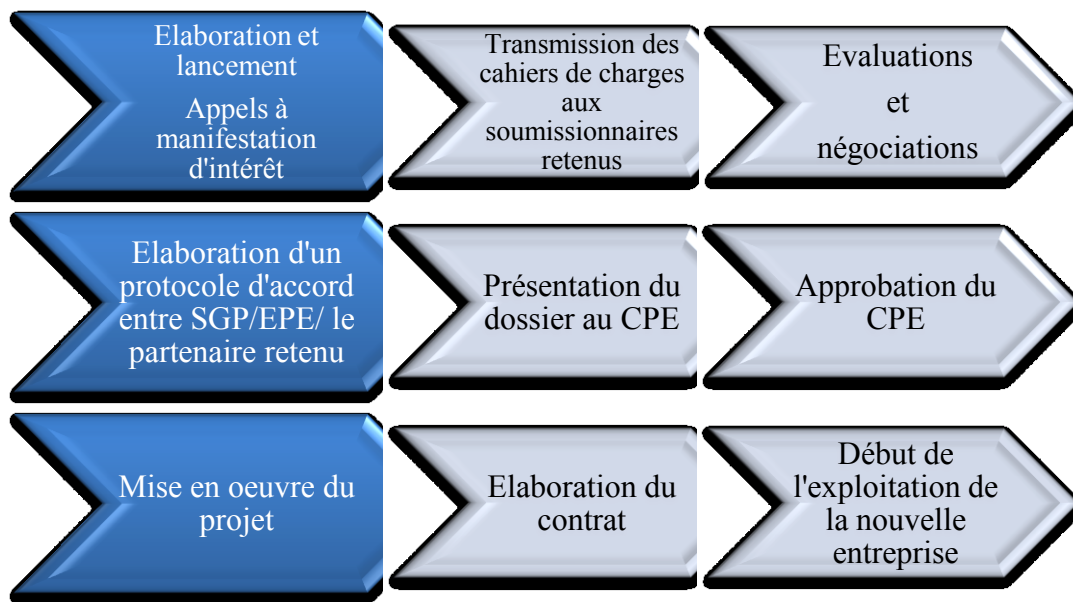 Elaboration et
lancement
Appels à
manifestation
d'intérêt
Transmission des
cahiers de charges
aux
soumissionnaires
retenus
Evaluations
et
négociations
Elaboration d'un
protocole d'accord
entre SGP/EPE/ le
partenaire retenu
Présentation du
dossier au CPE
Approbation du
CPE
Mise en oeuvre du
projet
Elaboration du
contrat
Début de
l'exploitation de
la nouvelle
entreprise